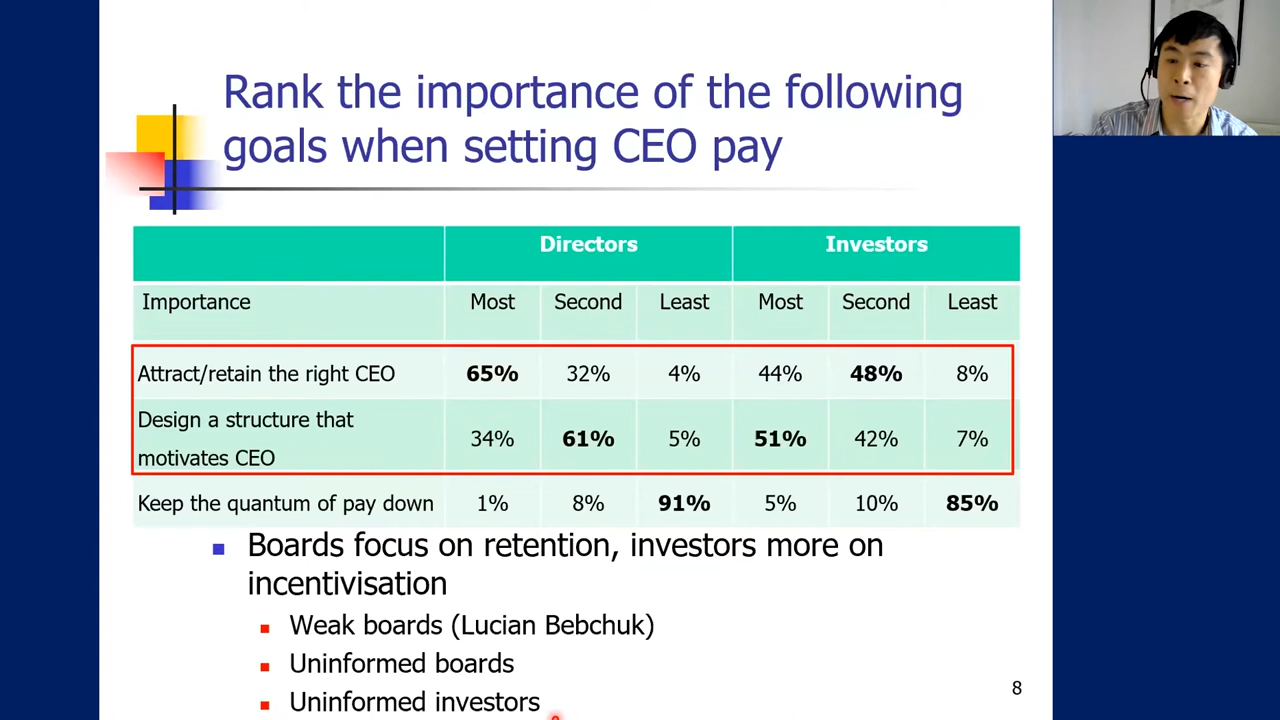 Rank the importance of the following
goals when setting CEO pay
Directors Investors
Importance Most Second Least Most Second Least
Attract/retain the right CEO 65% 32% 4% 44% 48% 8%
Design a structure that
motivates CEO 34% 61% 5% 51% 42% 7%
Keep the quantum of pay down 1% 8% 91% 5% 10% 85%
Boards focus on retention, investors more on
incentivisation
Weak boards (Lucian Bebchuk)
Uninformed boards
Uninformed investors
8